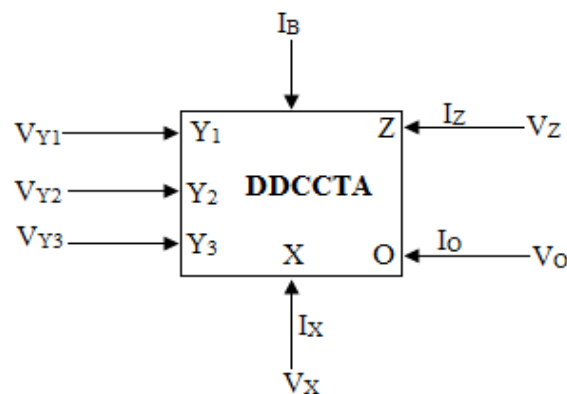 IB
VY1 Y1 Z IZ VZ
VY2 Y2 DDCCTA
VY3 Y3 X O IO VO
IX
VX